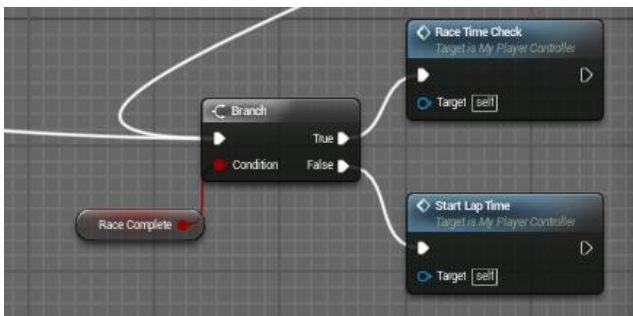 Race Time Check
Target is My Player Controller
Target self
Branch
True
Condition False
Race Complete
Start Lap Time
Target is My Player Controller
Target self